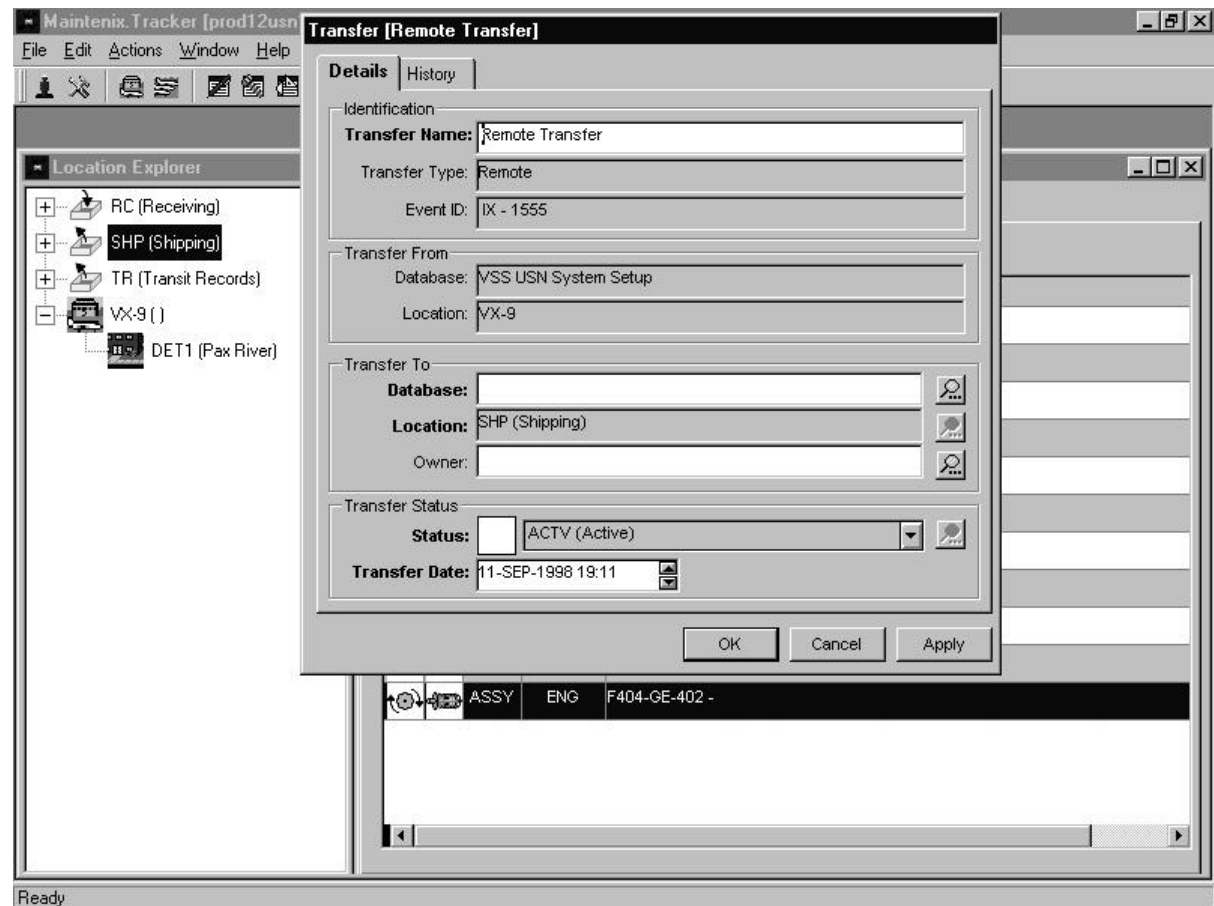 Maintenix.Tracker [prod12usn
File Edit Actions Window Help
Transfer [Remote Transfer]
Details History
Identification
Transfer Name: Remote Transfer
Transfer Type: Remote
Event ID: IX - 1555
Transfer From
Database: VSS USN System Setup
Location: VX-9
Transfer To
Database:
Location: SHP (Shipping)
Owner:
Transfer Status
Status: ACTV (Active)
Transfer Date: 11-SEP-1998 19:11
OK Cancel Apply
Location Explorer
RC (Receiving)
SHP (Shipping)
TR (Transit Records)
VX-9 ( )
DET1 (Pax River)
ASSY ENG F404-GE-402 -
Ready